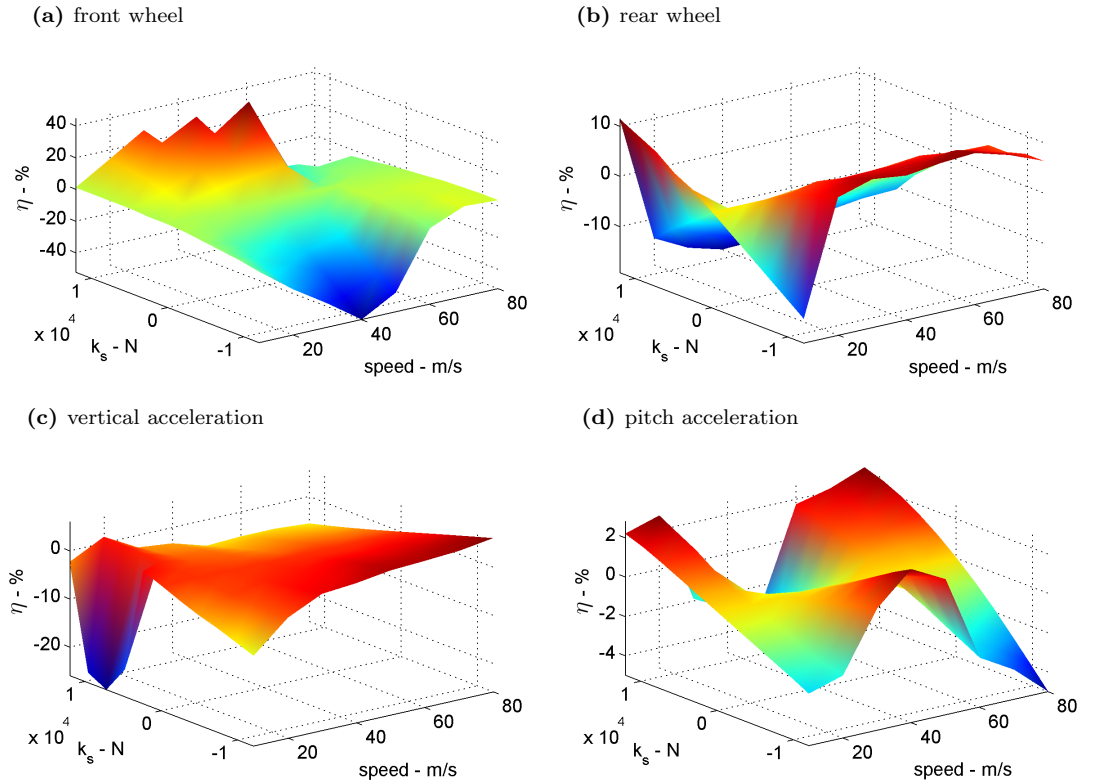 (a) front wheel
40
20
0
-20
-40
η - %
1
0
-1
x 10^4
k_s - N
20
40
60
80
speed - m/s
(b) rear wheel
10
0
-10
η - %
1
0
-1
x 10^4
k_s - N
20
40
60
80
speed - m/s
(c) vertical acceleration
0
-10
-20
η - %
1
0
-1
x 10^4
k_s - N
20
40
60
80
speed - m/s
(d) pitch acceleration
2
0
-2
-4
η - %
1
0
-1
x 10^4
k_s - N
20
40
60
80
speed - m/s